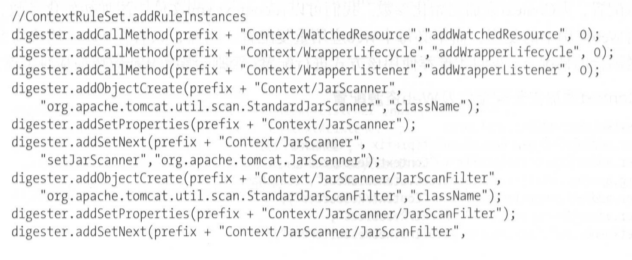 //ContextRuleSet.addRuleInstances
digester.addCallMethod(prefix + "Context/WatchedResource","addWatchedResource", 0);
digester.addCallMethod(prefix + "Context/WrapperLifecycle","addWrapperLifecycle", 0);
digester.addCallMethod(prefix + "Context/WrapperListener","addWrapperListener", 0);
digester.addObjectCreate(prefix + "Context/JarScanner",
"org.apache.tomcat.util.scan.StandardJarScanner","className");
digester.addSetProperties(prefix + "Context/JarScanner");
digester.addSetNext(prefix + "Context/JarScanner",
"setJarScanner","org.apache.tomcat.JarScanner");
digester.addObjectCreate(prefix + "Context/JarScanner/JarScanFilter",
"org.apache.tomcat.util.scan.StandardJarScanFilter","className");
digester.addSetProperties(prefix + "Context/JarScanner/JarScanFilter");
digester.addSetNext(prefix + "Context/JarScanner/JarScanFilter",